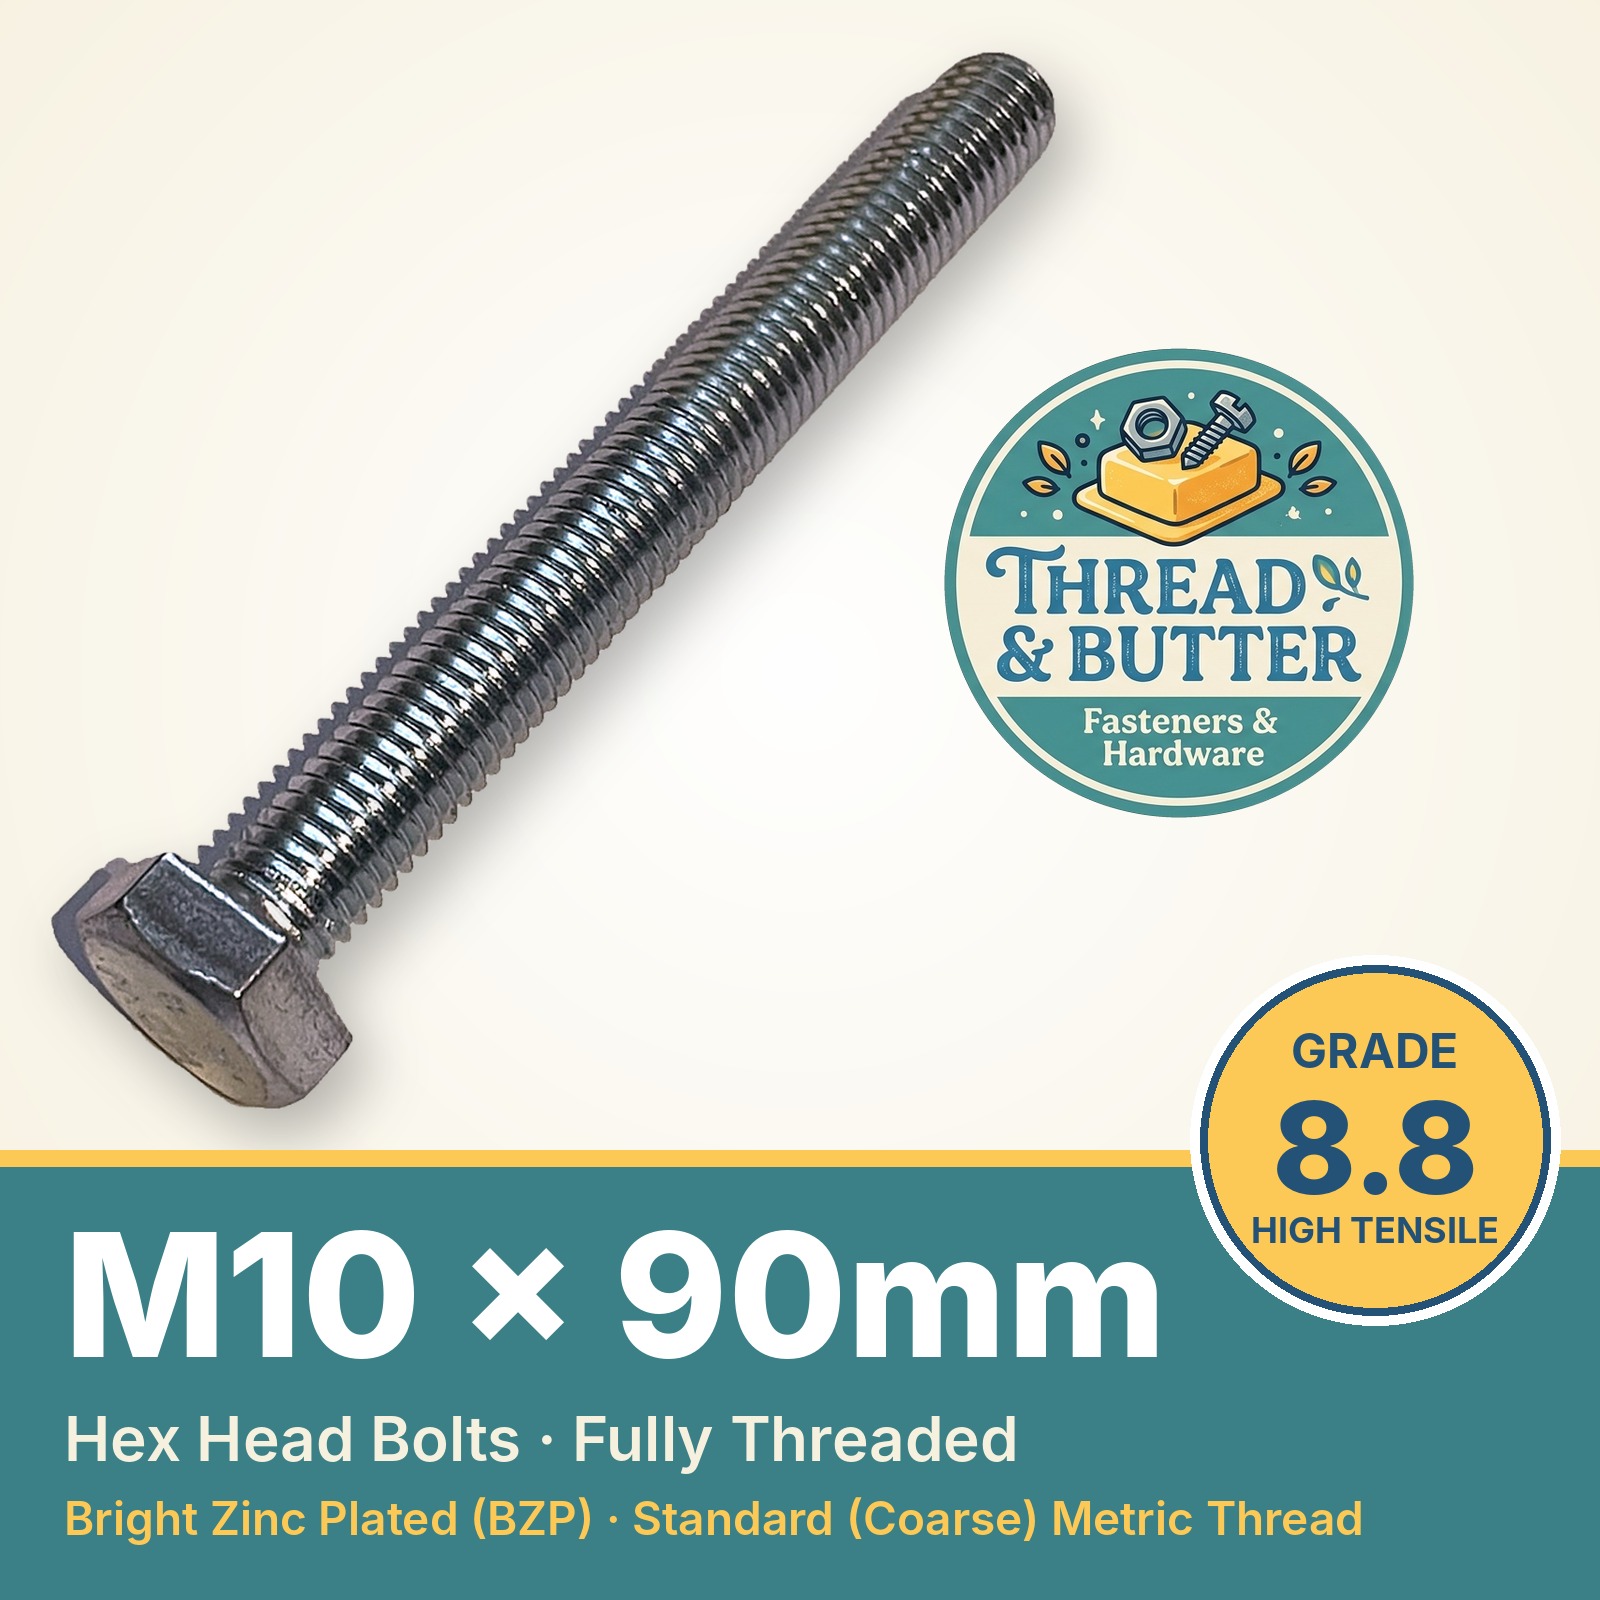 THREAD
& BUTTER
Fasteners &
Hardware
GRADE
8.8
HIGH TENSILE
M10 × 90mm
Hex Head Bolts · Fully Threaded
Bright Zinc Plated (BZP) · Standard (Coarse) Metric Thread